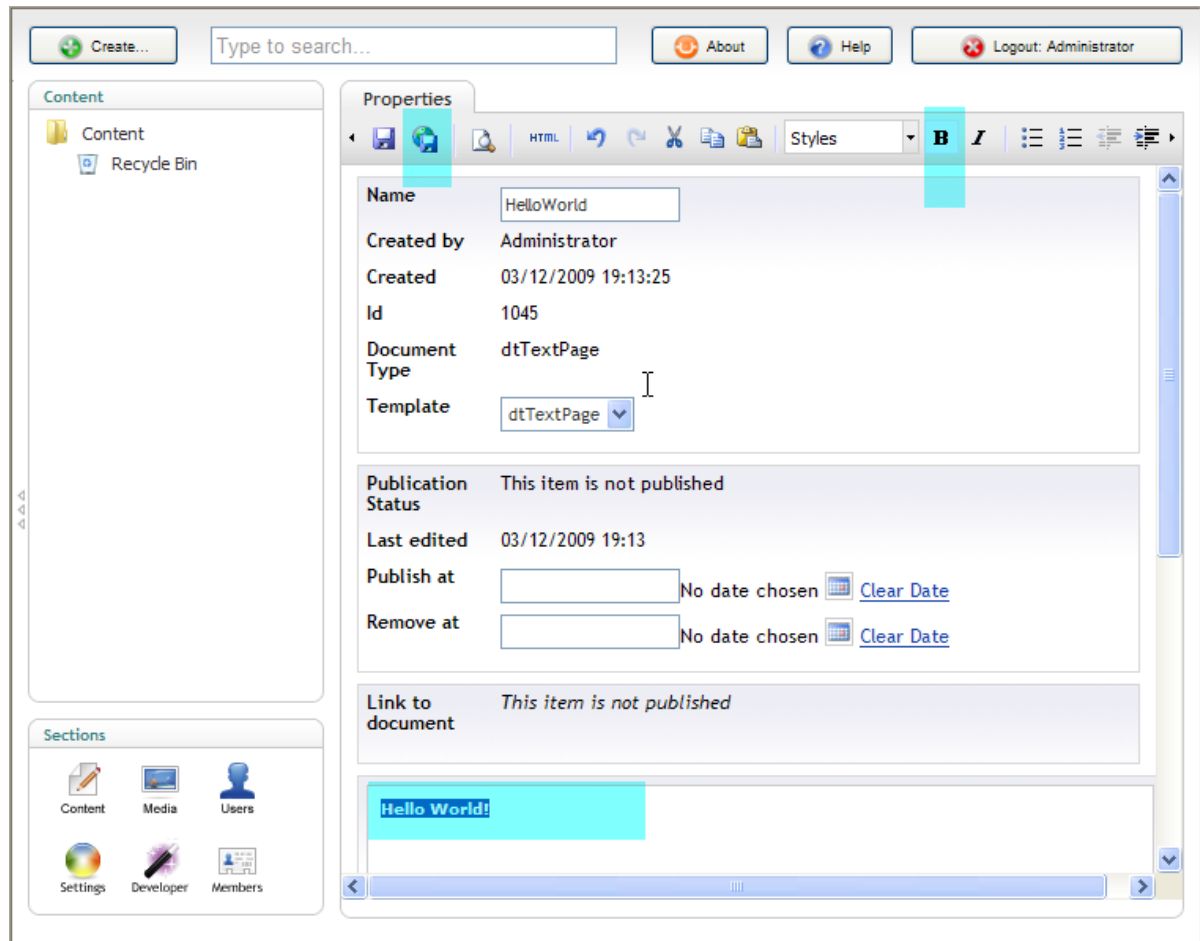 Create...
Type to search...
About
Help
Logout: Administrator
Content
Content
Recycle Bin
Properties
HTML
Styles
B
I
Name
HelloWorld
Created by
Administrator
Created
03/12/2009 19:13:25
Id
1045
Document Type
dtTextPage
Template
dtTextPage
Publication Status
This item is not published
Last edited
03/12/2009 19:13
Publish at
No date chosen
Clear Date
Remove at
No date chosen
Clear Date
Link to document
This item is not published
Hello World!
Sections
Content
Media
Users
Settings
Developer
Members